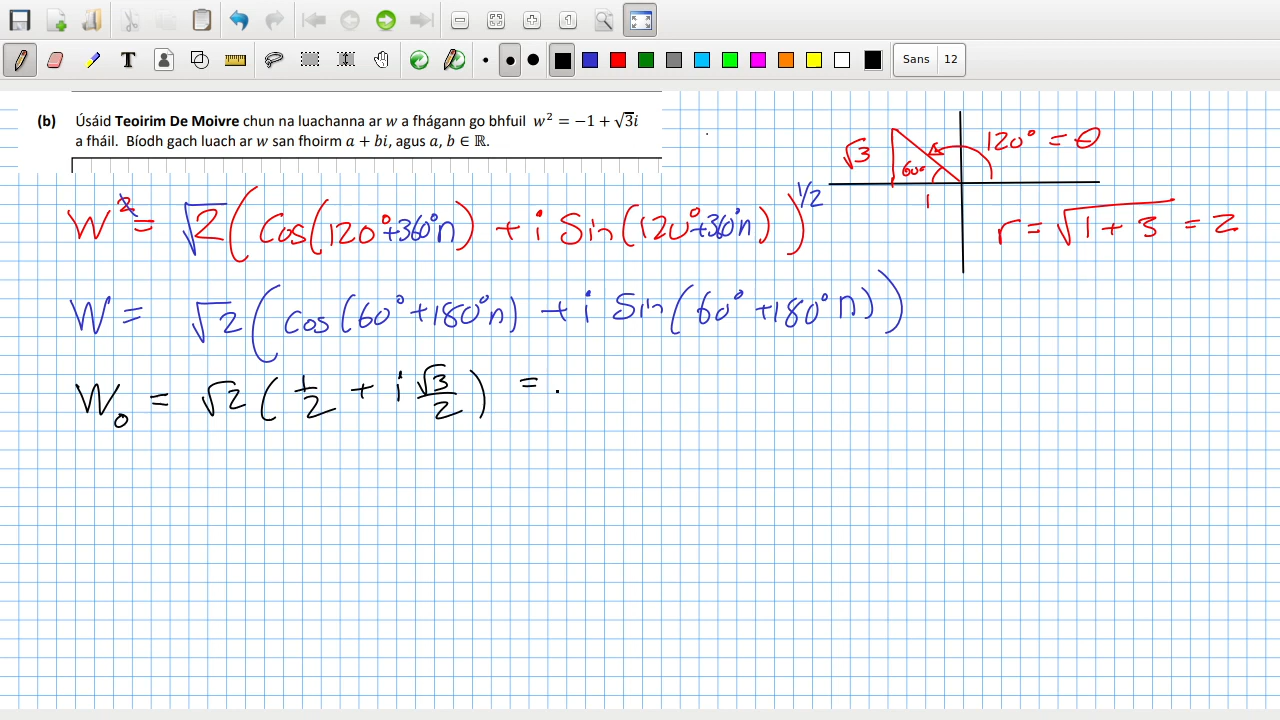 Sans 12
(b) Úsáid Teoirim De Moivre chun na luachanna ar w a fhágann go bhfuil w² = −1 + √3i
a fháil. Bíodh gach luach ar w san fhoirm a + bi, agus a, b ∈ ℝ.
√3 60° 120° = θ
1
r = √1 + 3 = 2
W² = √2 (Cos(120°+360°n) + i Sin(120°+360°n))^1/2
W = √2 (Cos(60°+180°n) + i Sin(60°+180°n))
W₀ = √2 (1/2 + i √3/2) = .